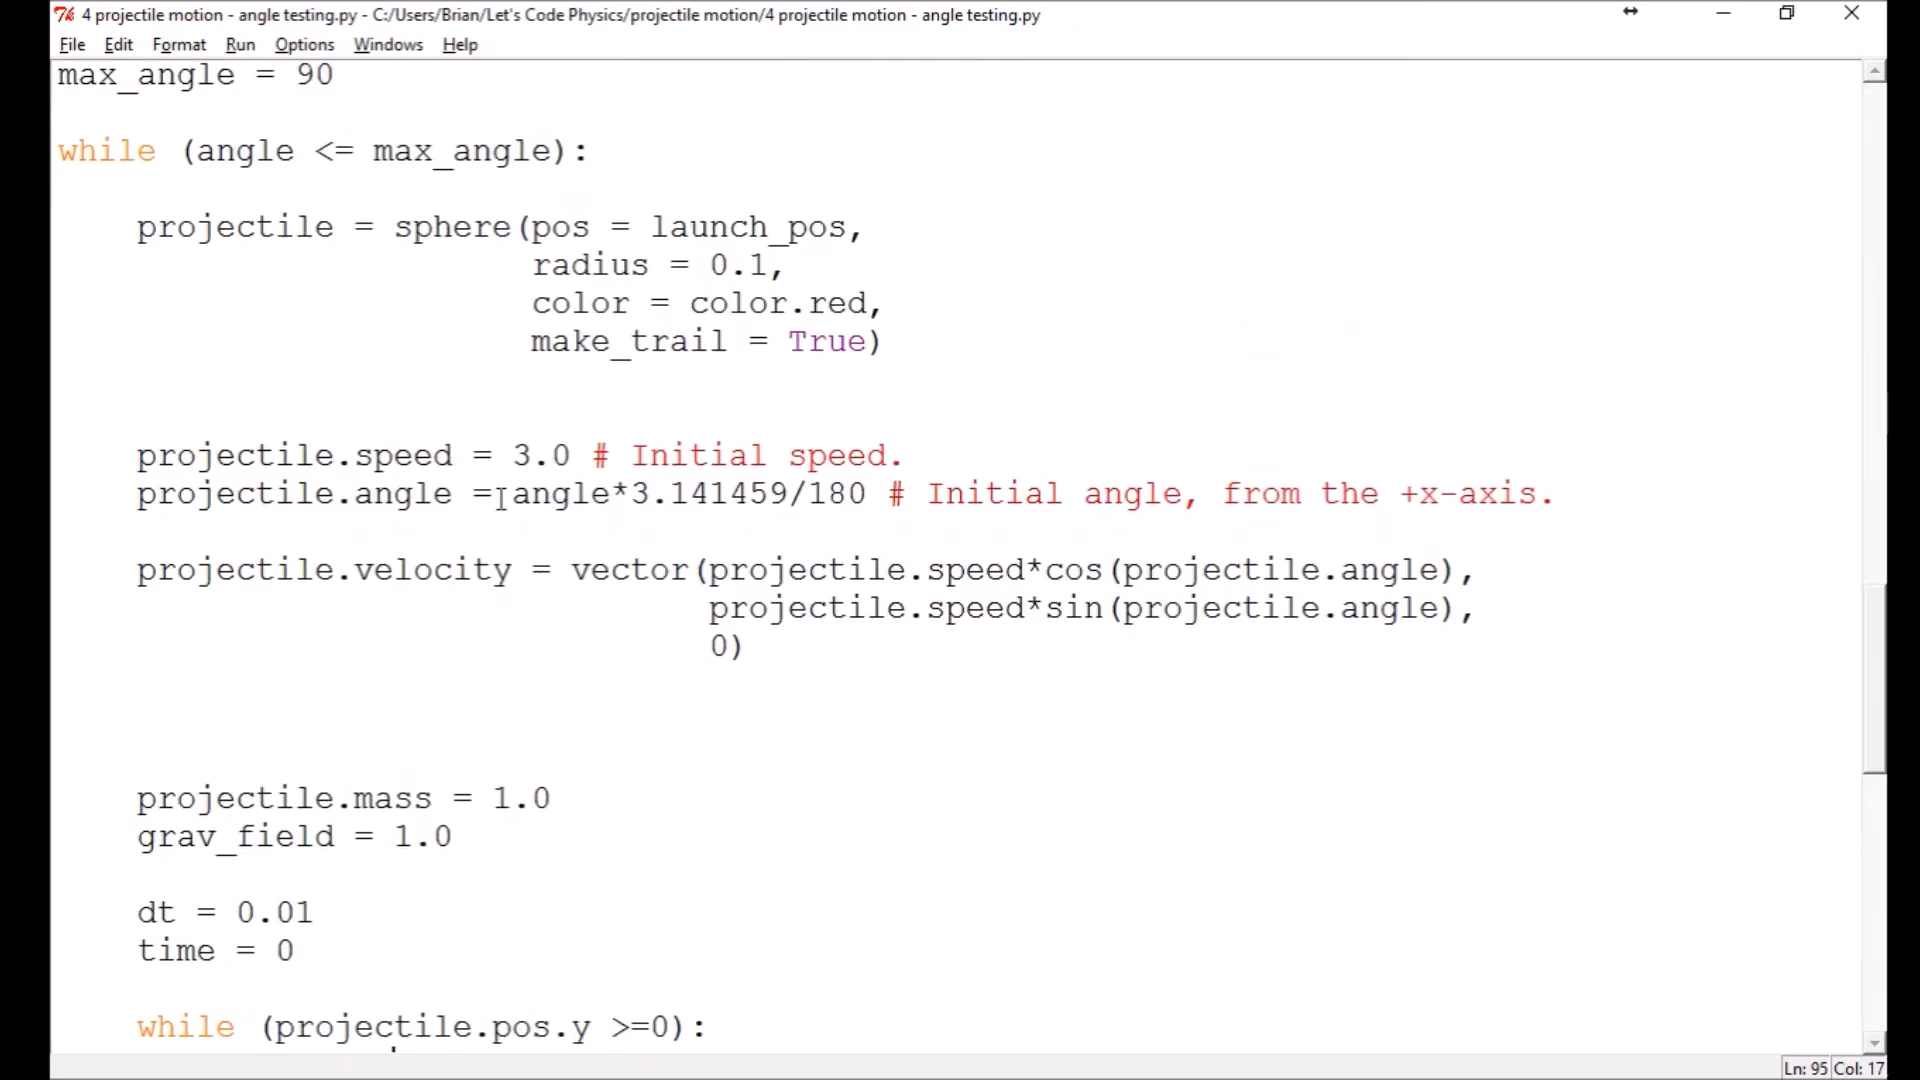 4 projectile motion - angle testing.py - C:/Users/Brian/Let's Code Physics/projectile motion/4 projectile motion - angle testing.py
File Edit Format Run Options Windows Help
max_angle = 90
while (angle <= max_angle):
projectile = sphere(pos = launch_pos,
radius = 0.1,
color = color.red,
make_trail = True)
projectile.speed = 3.0 # Initial speed.
projectile.angle = angle*3.141459/180 # Initial angle, from the +x-axis.
projectile.velocity = vector(projectile.speed*cos(projectile.angle),
projectile.speed*sin(projectile.angle),
0)
projectile.mass = 1.0
grav_field = 1.0
dt = 0.01
time = 0
while (projectile.pos.y >=0):
Ln: 95 Col: 17